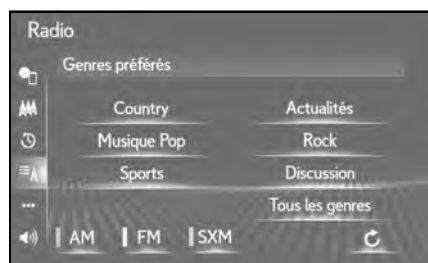 Radio
Genres préférés
Country Actualités
Musique Pop Rock
Sports Discussion
Tous les genres
AM FM SXM